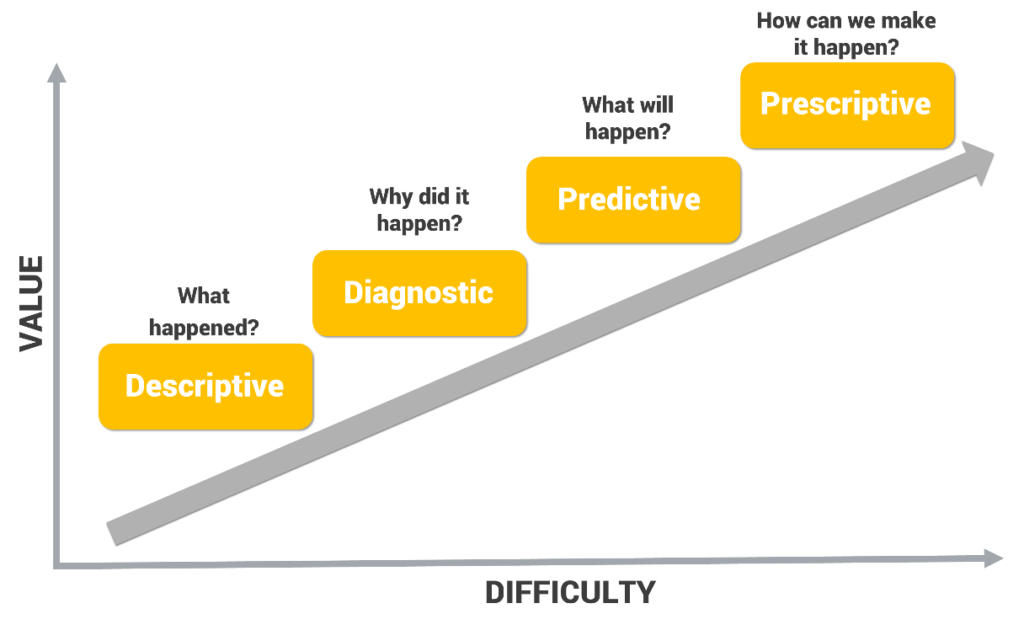 How can we make
it happen?
Prescriptive
What will
happen?
Predictive
Why did it
happen?
Diagnostic
What
happened?
Descriptive
VALUE
DIFFICULTY